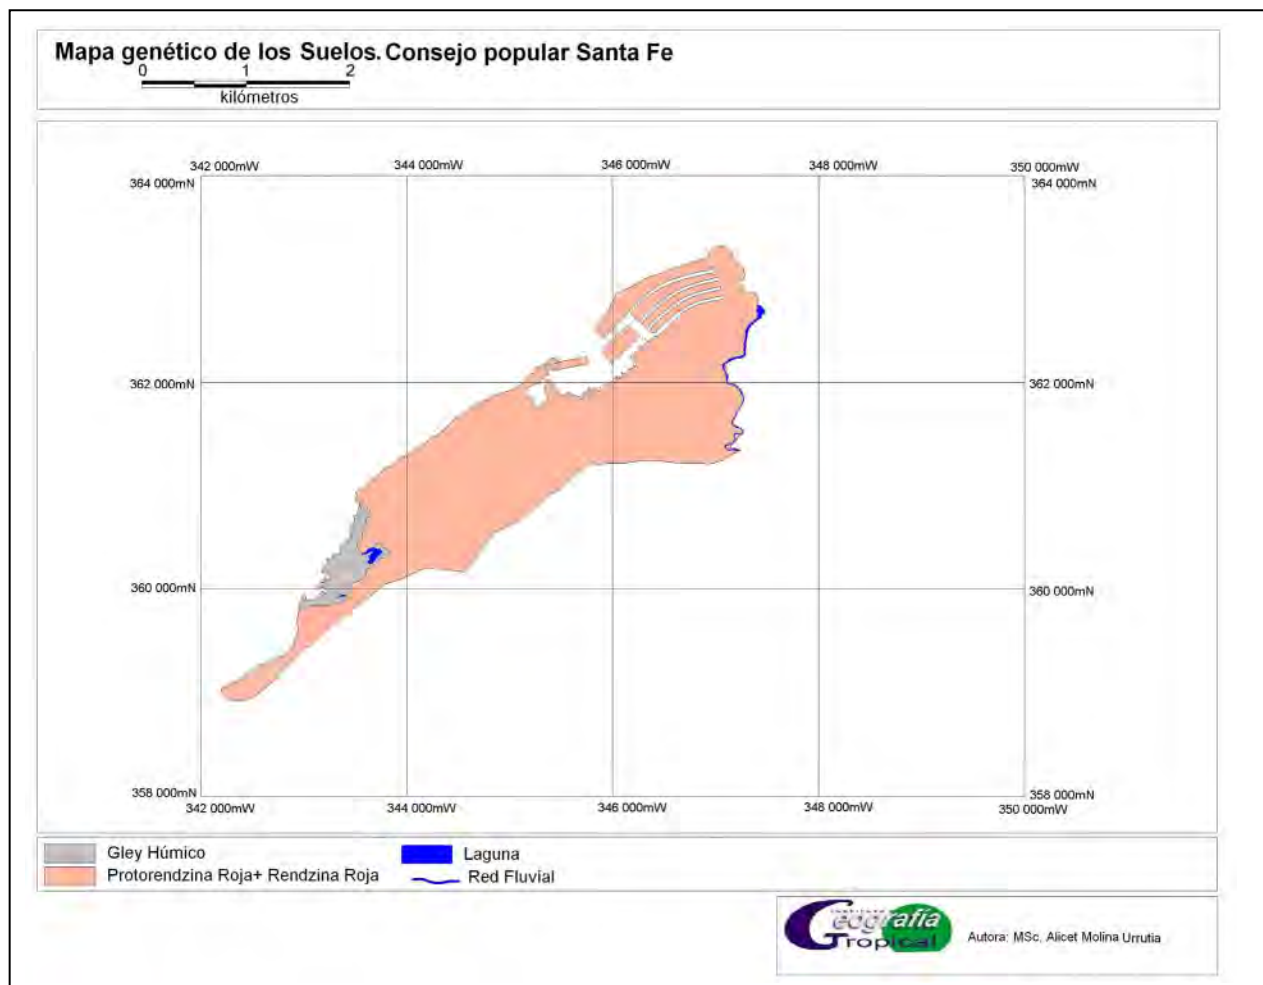 Mapa genético de los Suelos. Consejo popular Santa Fe
0 1 2
kilómetros
342 000mW 344 000mW 346 000mW 348 000mW 350 000mW
364 000mN 364 000mN
362 000mN 362 000mN
360 000mN 360 000mN
358 000mN 358 000mN
342 000mW 344 000mW 346 000mW 348 000mW 350 000mW
Gley Húmico Laguna
Protorendzina Roja+ Rendzina Roja Red Fluvial
Geografía
Tropical
Autora: MSc. Alicet Molina Urrutia